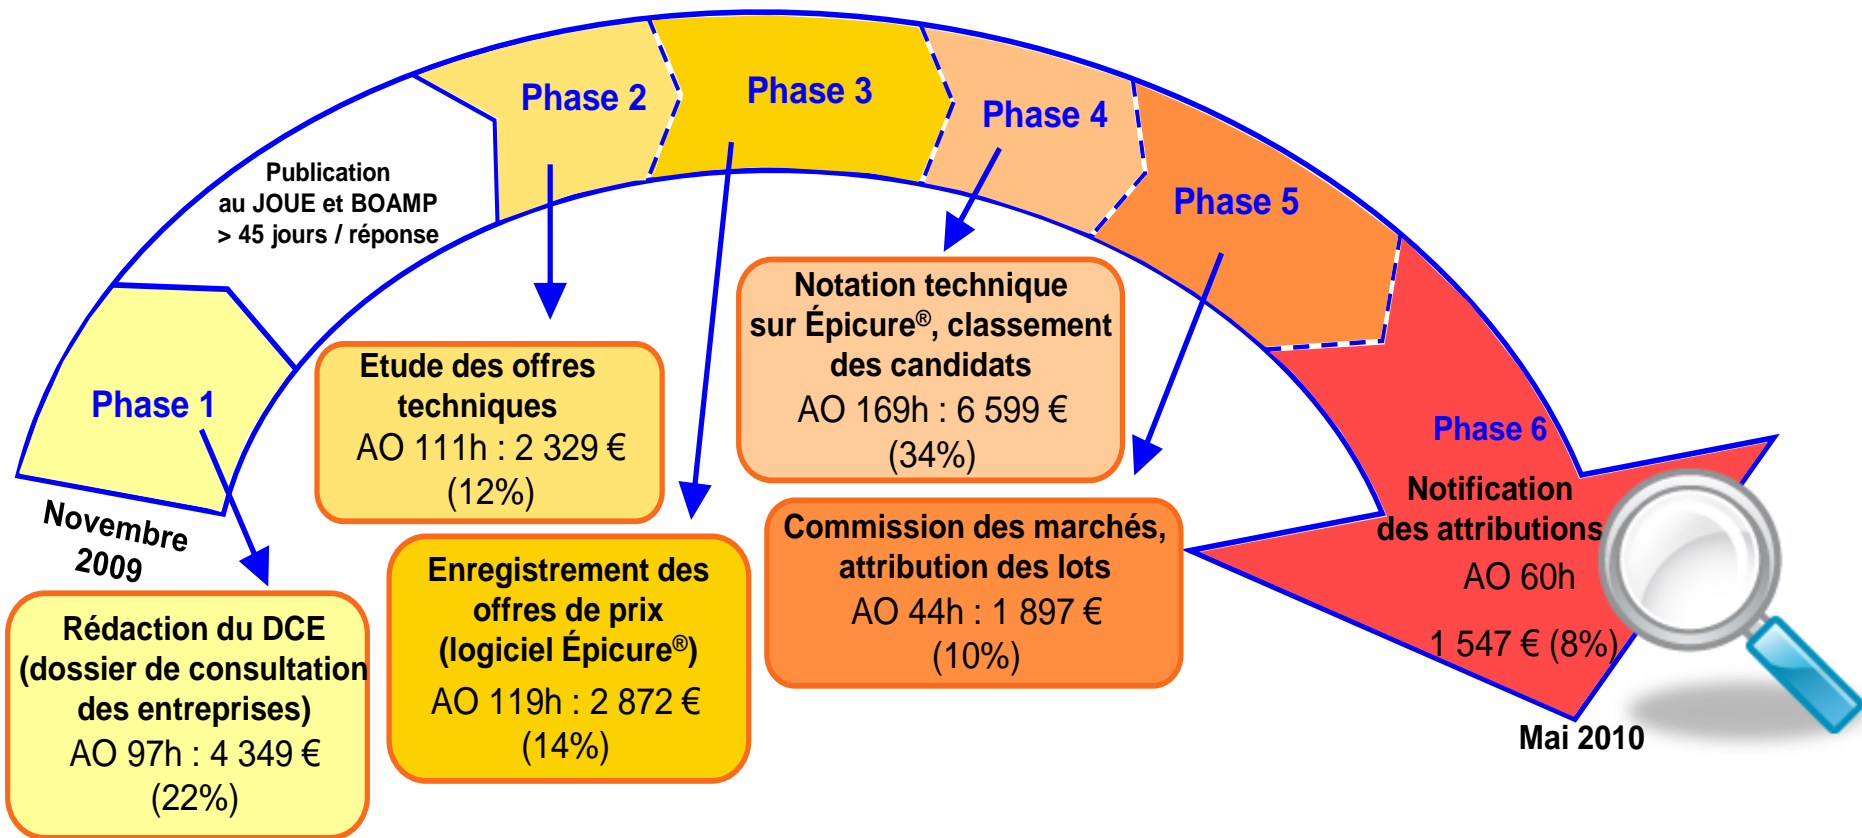 Phase 1
Publication
au JOUE et BOAMP
> 45 jours / réponse
Phase 2
Phase 3
Phase 4
Phase 5
Phase 6
Notification
des attributions
AO 60h
1 547 € (8%)
Novembre
2009
Mai 2010
Rédaction du DCE
(dossier de consultation
des entreprises)
AO 97h : 4 349 €
(22%)
Etude des offres
techniques
AO 111h : 2 329 €
(12%)
Enregistrement des
offres de prix
(logiciel Épicure®)
AO 119h : 2 872 €
(14%)
Notation technique
sur Épicure®, classement
des candidats
AO 169h : 6 599 €
(34%)
Commission des marchés,
attribution des lots
AO 44h : 1 897 €
(10%)